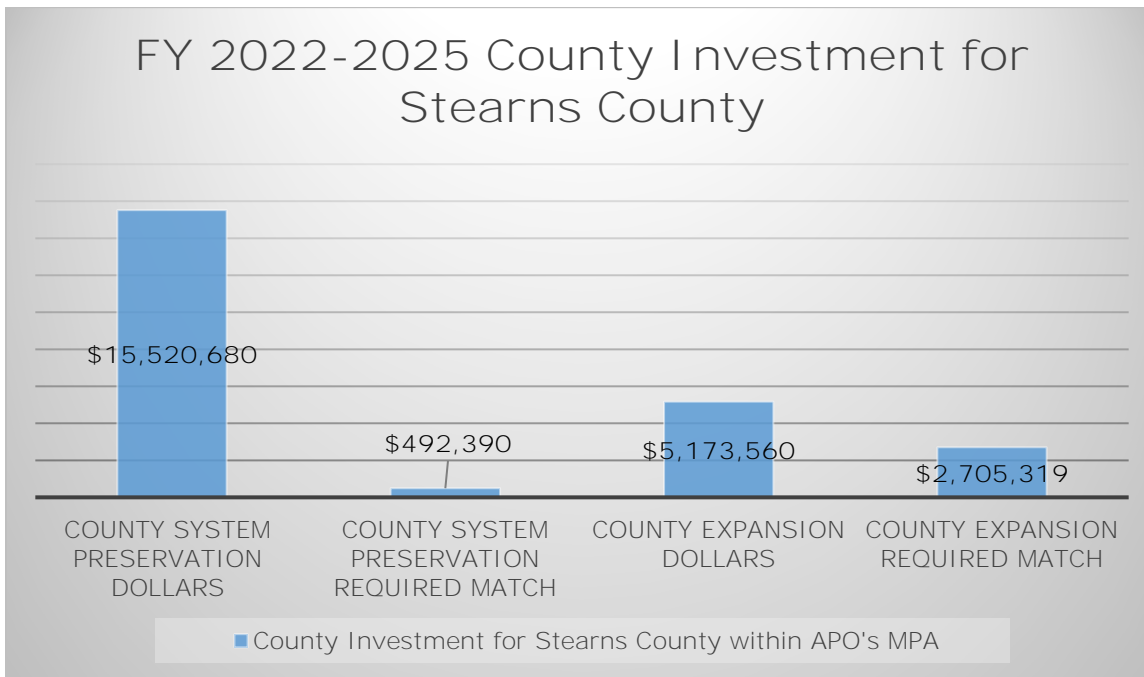 FY 2022-2025 County Investment for
Stearns County
$15,520,680
$492,390
$5,173,560
$2,705,319
COUNTY SYSTEM
PRESERVATION
DOLLARS
COUNTY SYSTEM
PRESERVATION
REQUIRED MATCH
COUNTY EXPANSION
DOLLARS
COUNTY EXPANSION
REQUIRED MATCH
County Investment for Stearns County within APO's MPA